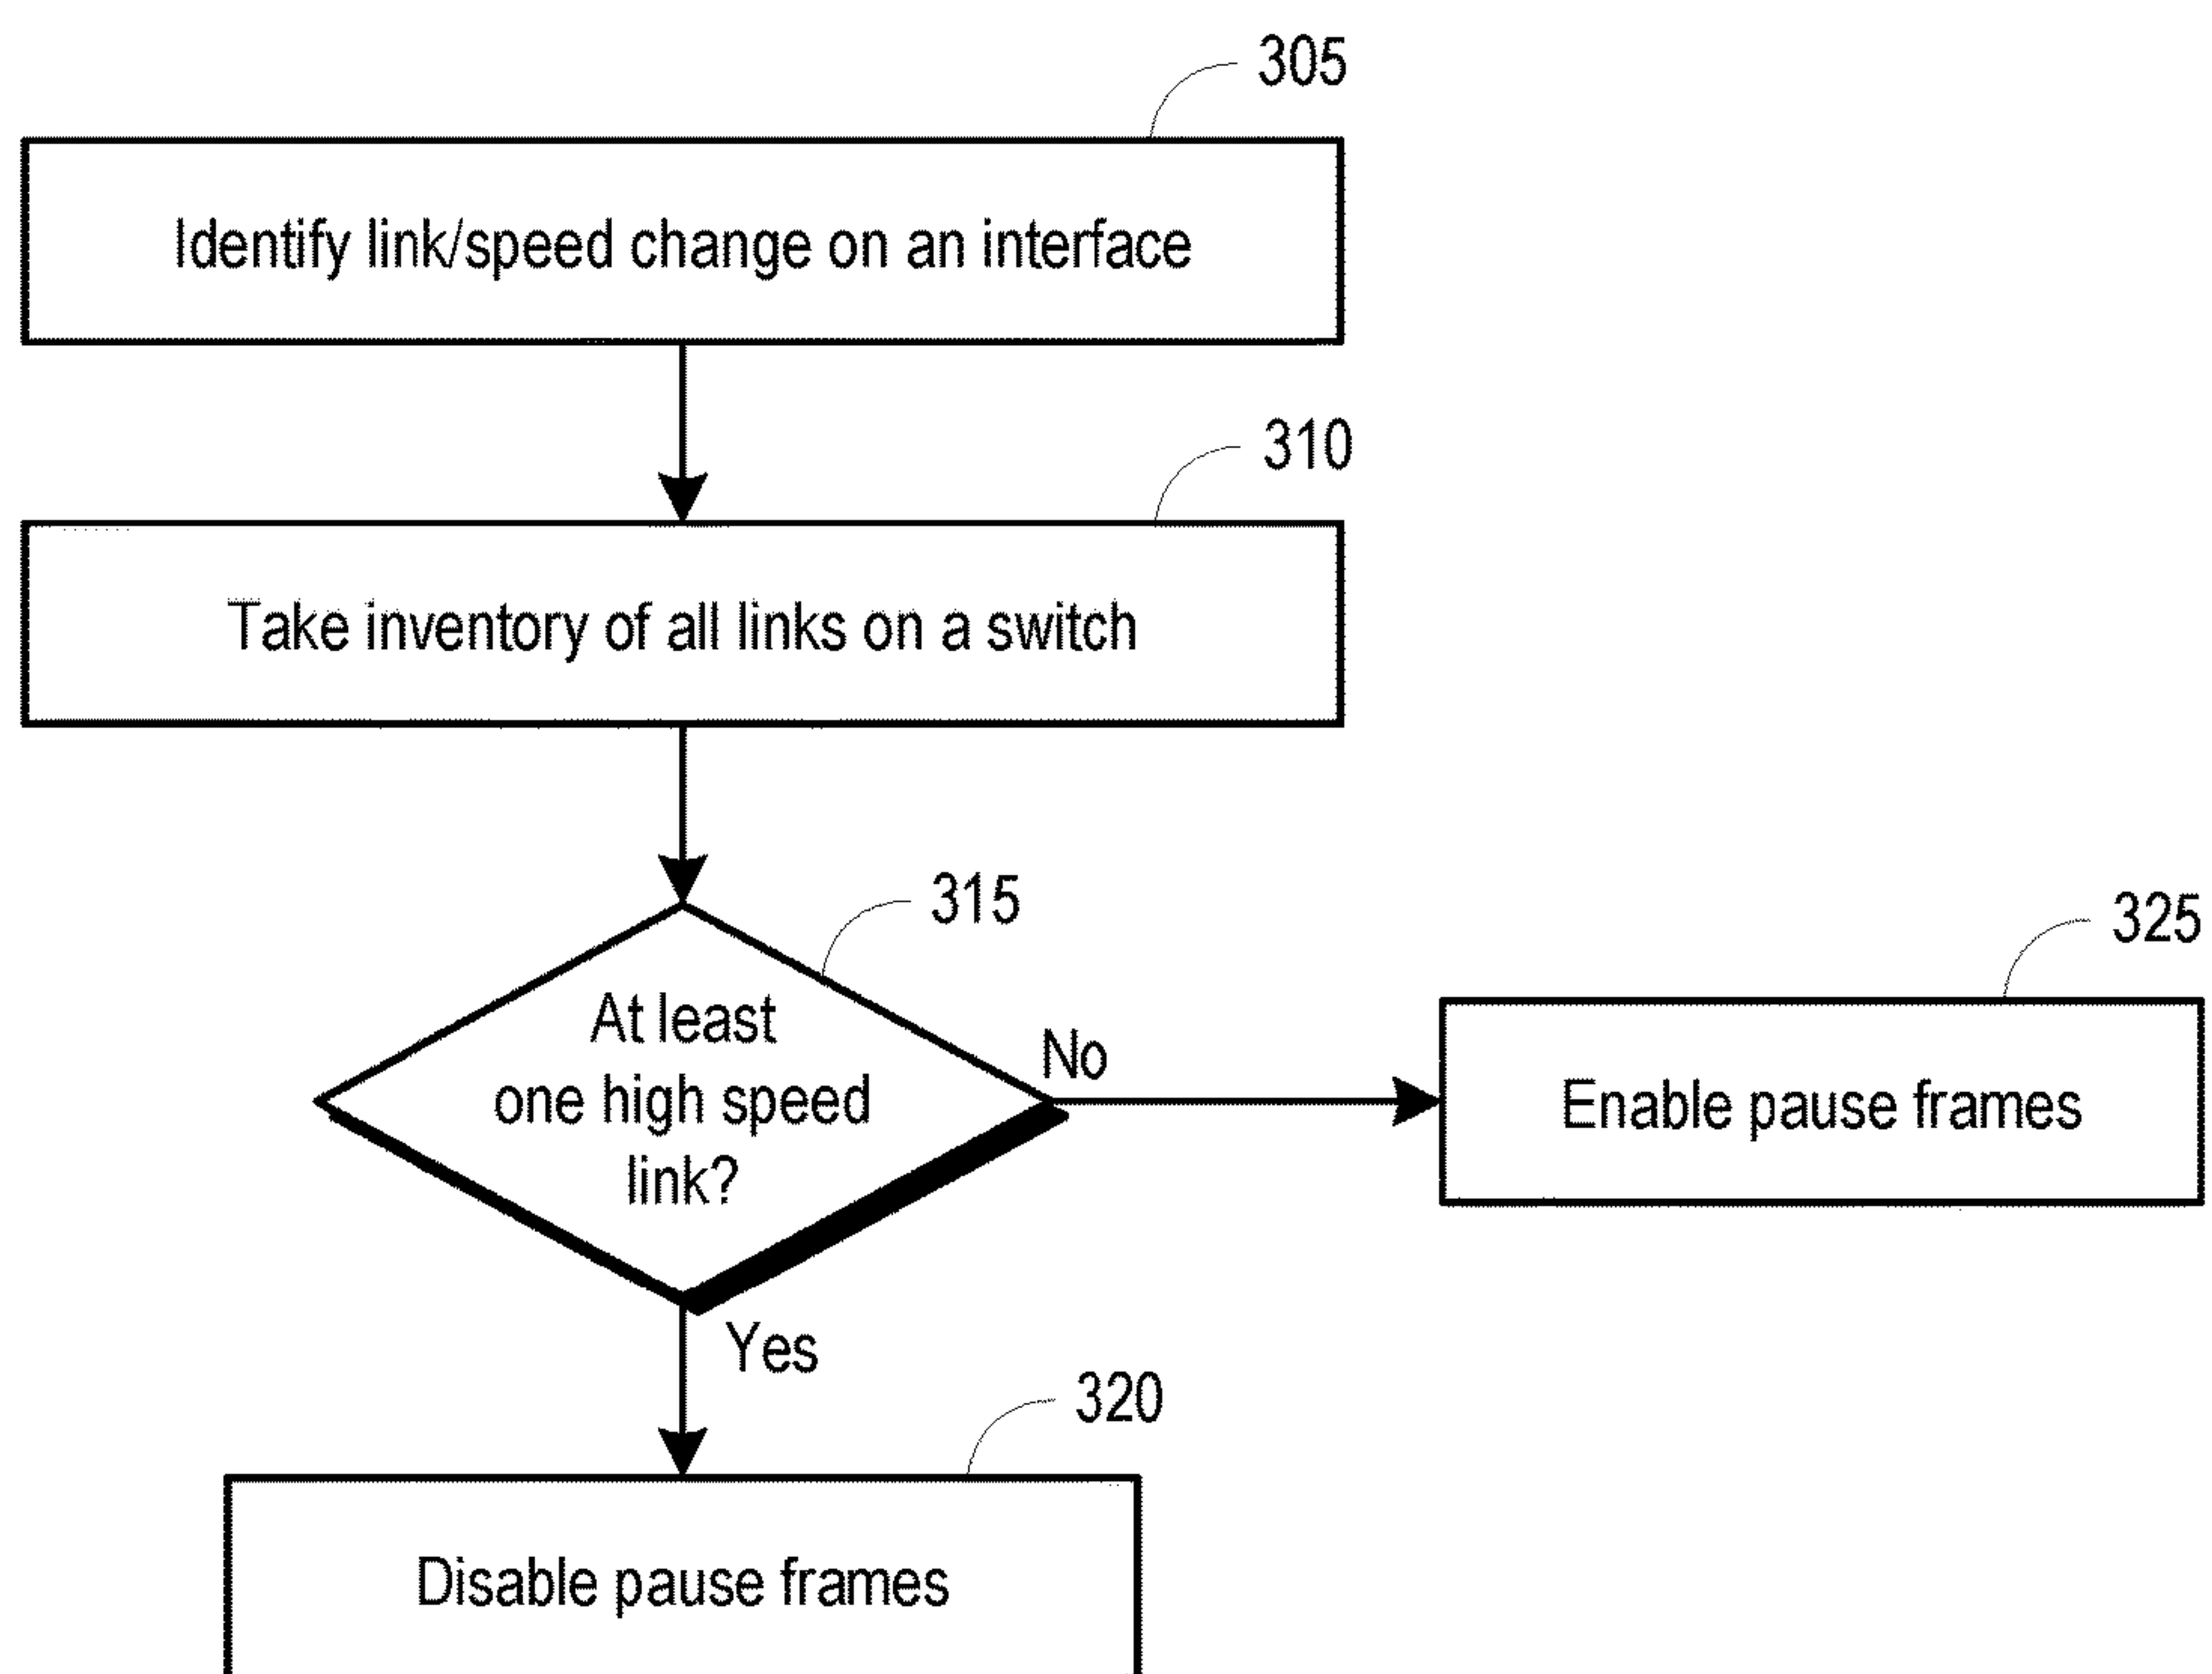 305
Identify link/speed change on an interface
310
Take inventory of all links on a switch
315
At least
one high speed
link?
No
325
Enable pause frames
Yes
320
Disable pause frames